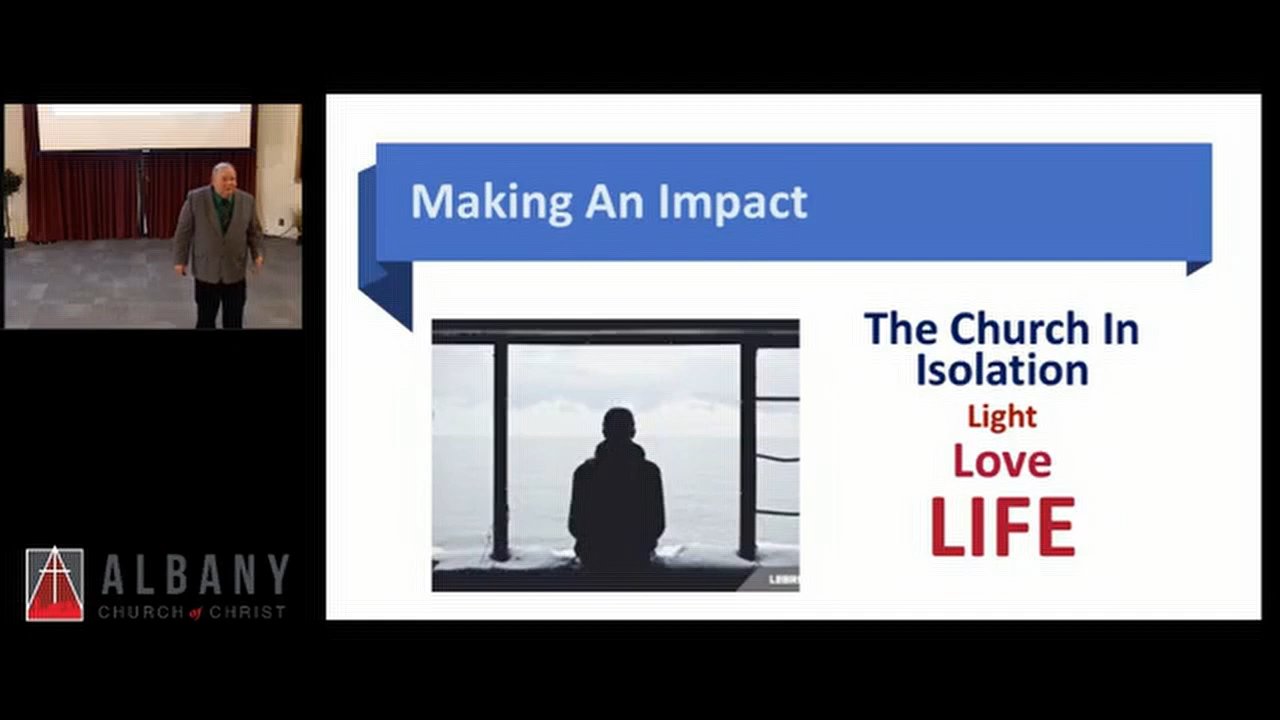 Making An Impact
The Church In
Isolation
Light
Love
LIFE
ALBANY
CHURCH of CHRIST